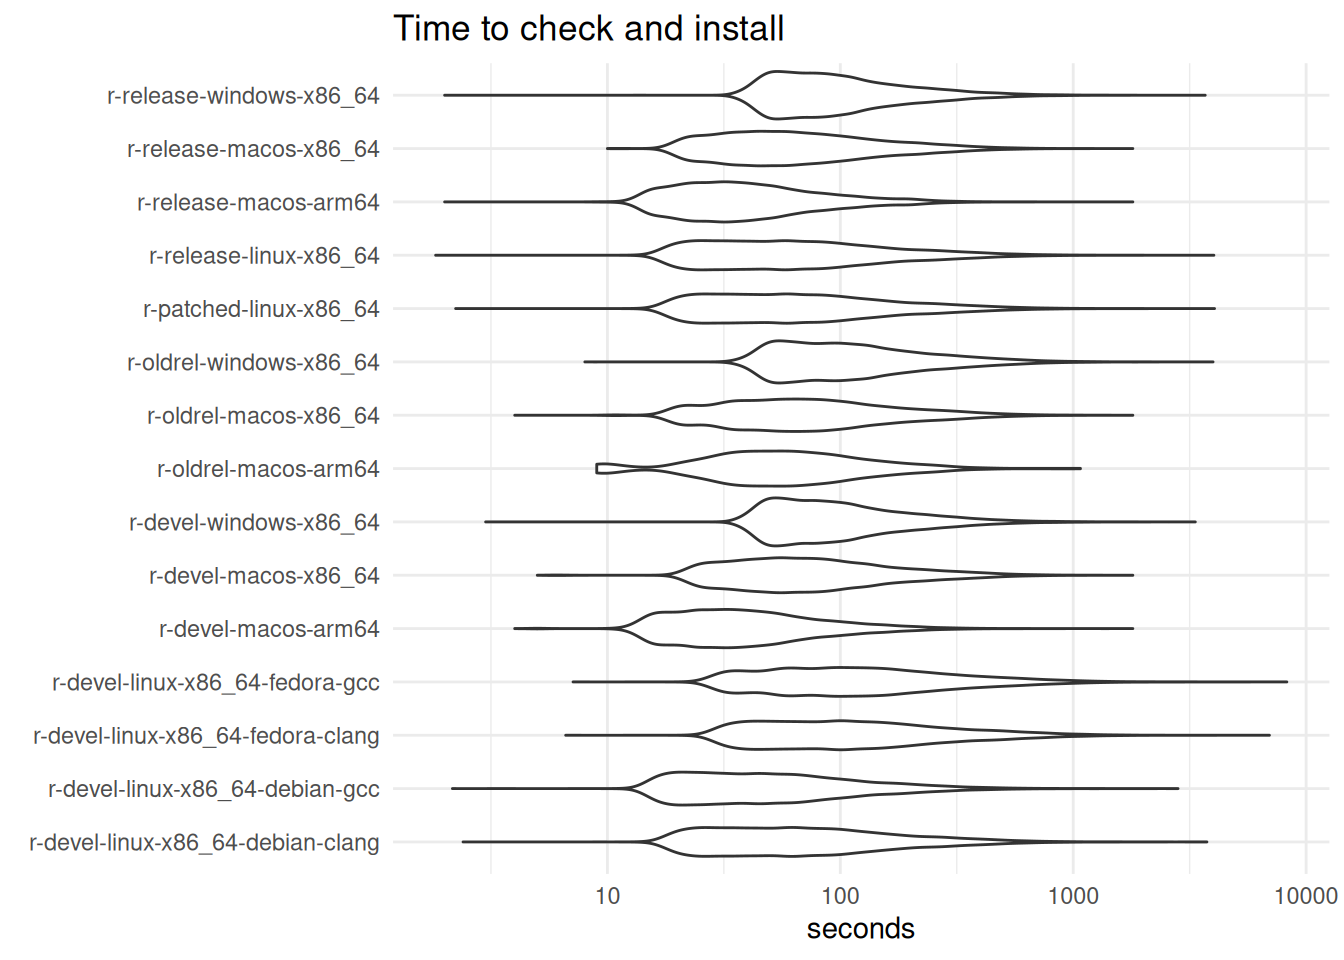 Time to check and install
r-release-windows-x86_64
r-release-macos-x86_64
r-release-macos-arm64
r-release-linux-x86_64
r-patched-linux-x86_64
r-oldrel-windows-x86_64
r-oldrel-macos-x86_64
r-oldrel-macos-arm64
r-devel-windows-x86_64
r-devel-macos-x86_64
r-devel-macos-arm64
r-devel-linux-x86_64-fedora-gcc
r-devel-linux-x86_64-fedora-clang
r-devel-linux-x86_64-debian-gcc
r-devel-linux-x86_64-debian-clang
10 100 1000 10000
seconds